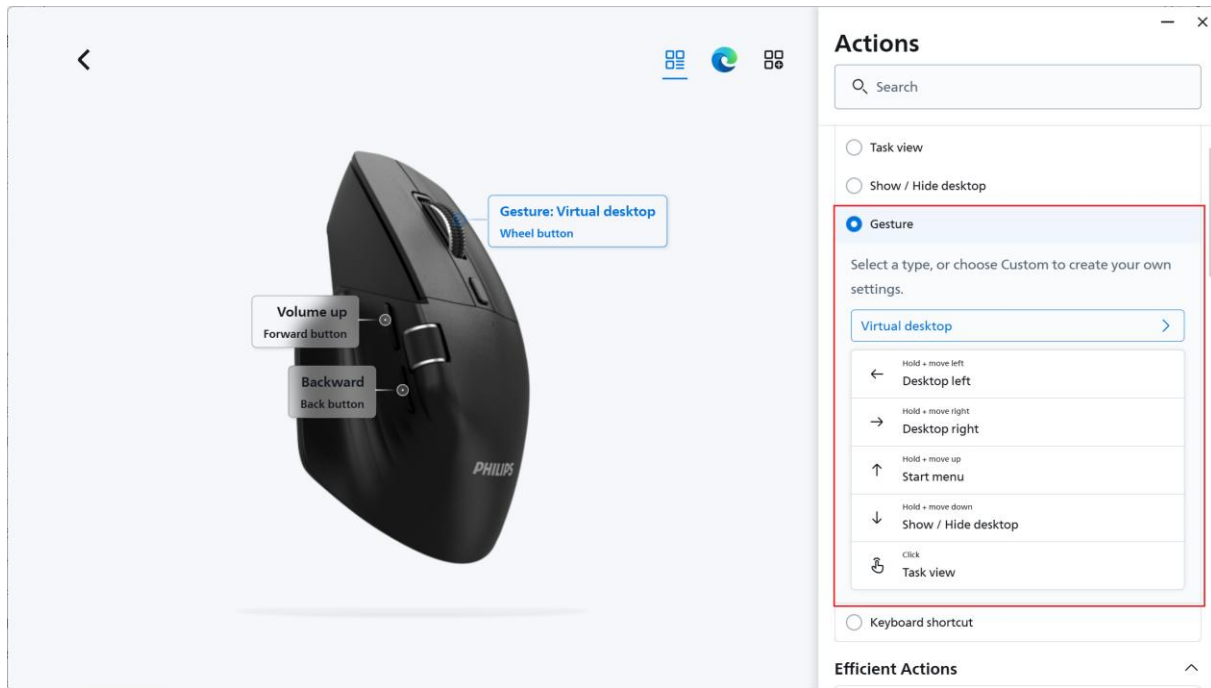 Actions
Search
Task view
Show / Hide desktop
Gesture
Select a type, or choose Custom to create your own
settings.
Virtual desktop
Hold + move left
Desktop left
Hold + move right
Desktop right
Hold + move up
Start menu
Hold + move down
Show / Hide desktop
Click
Task view
Keyboard shortcut
Efficient Actions
Gesture: Virtual desktop
Wheel button
Volume up
Forward button
Backward
Back button
PHILIPS